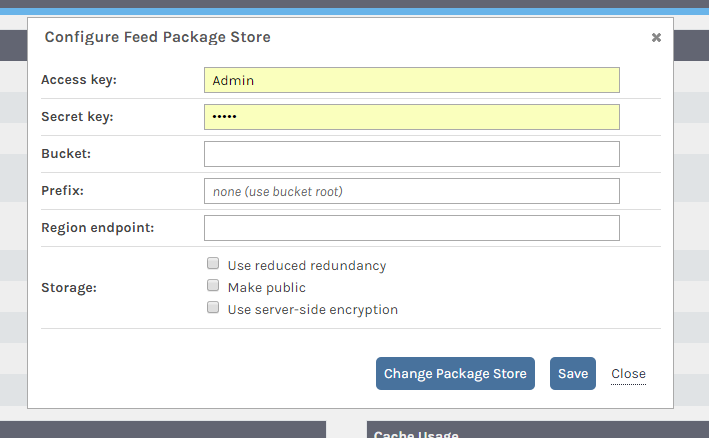 Configure Feed Package Store
Access key: Admin
Secret key: •••••
Bucket:
Prefix: none (use bucket root)
Region endpoint:
Storage:
Use reduced redundancy
Make public
Use server-side encryption
Change Package Store Save Close
Cache Usage